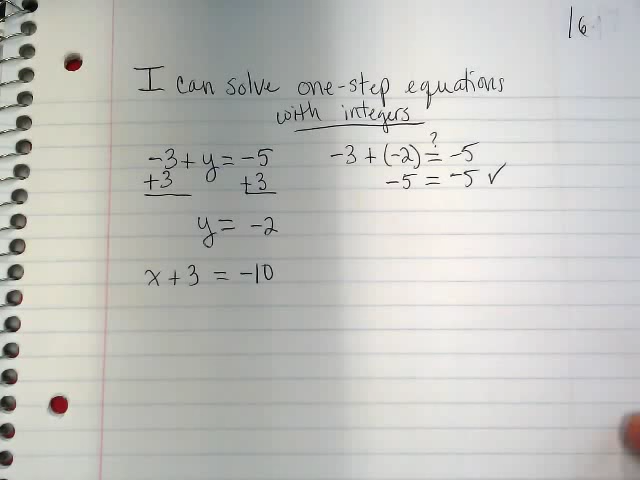 16
I can solve one-step equations
with integers
-3 + y = -5
+3 +3
y = -2
-3 + (-2) ≟ -5
-5 = -5 ✓
x + 3 = -10